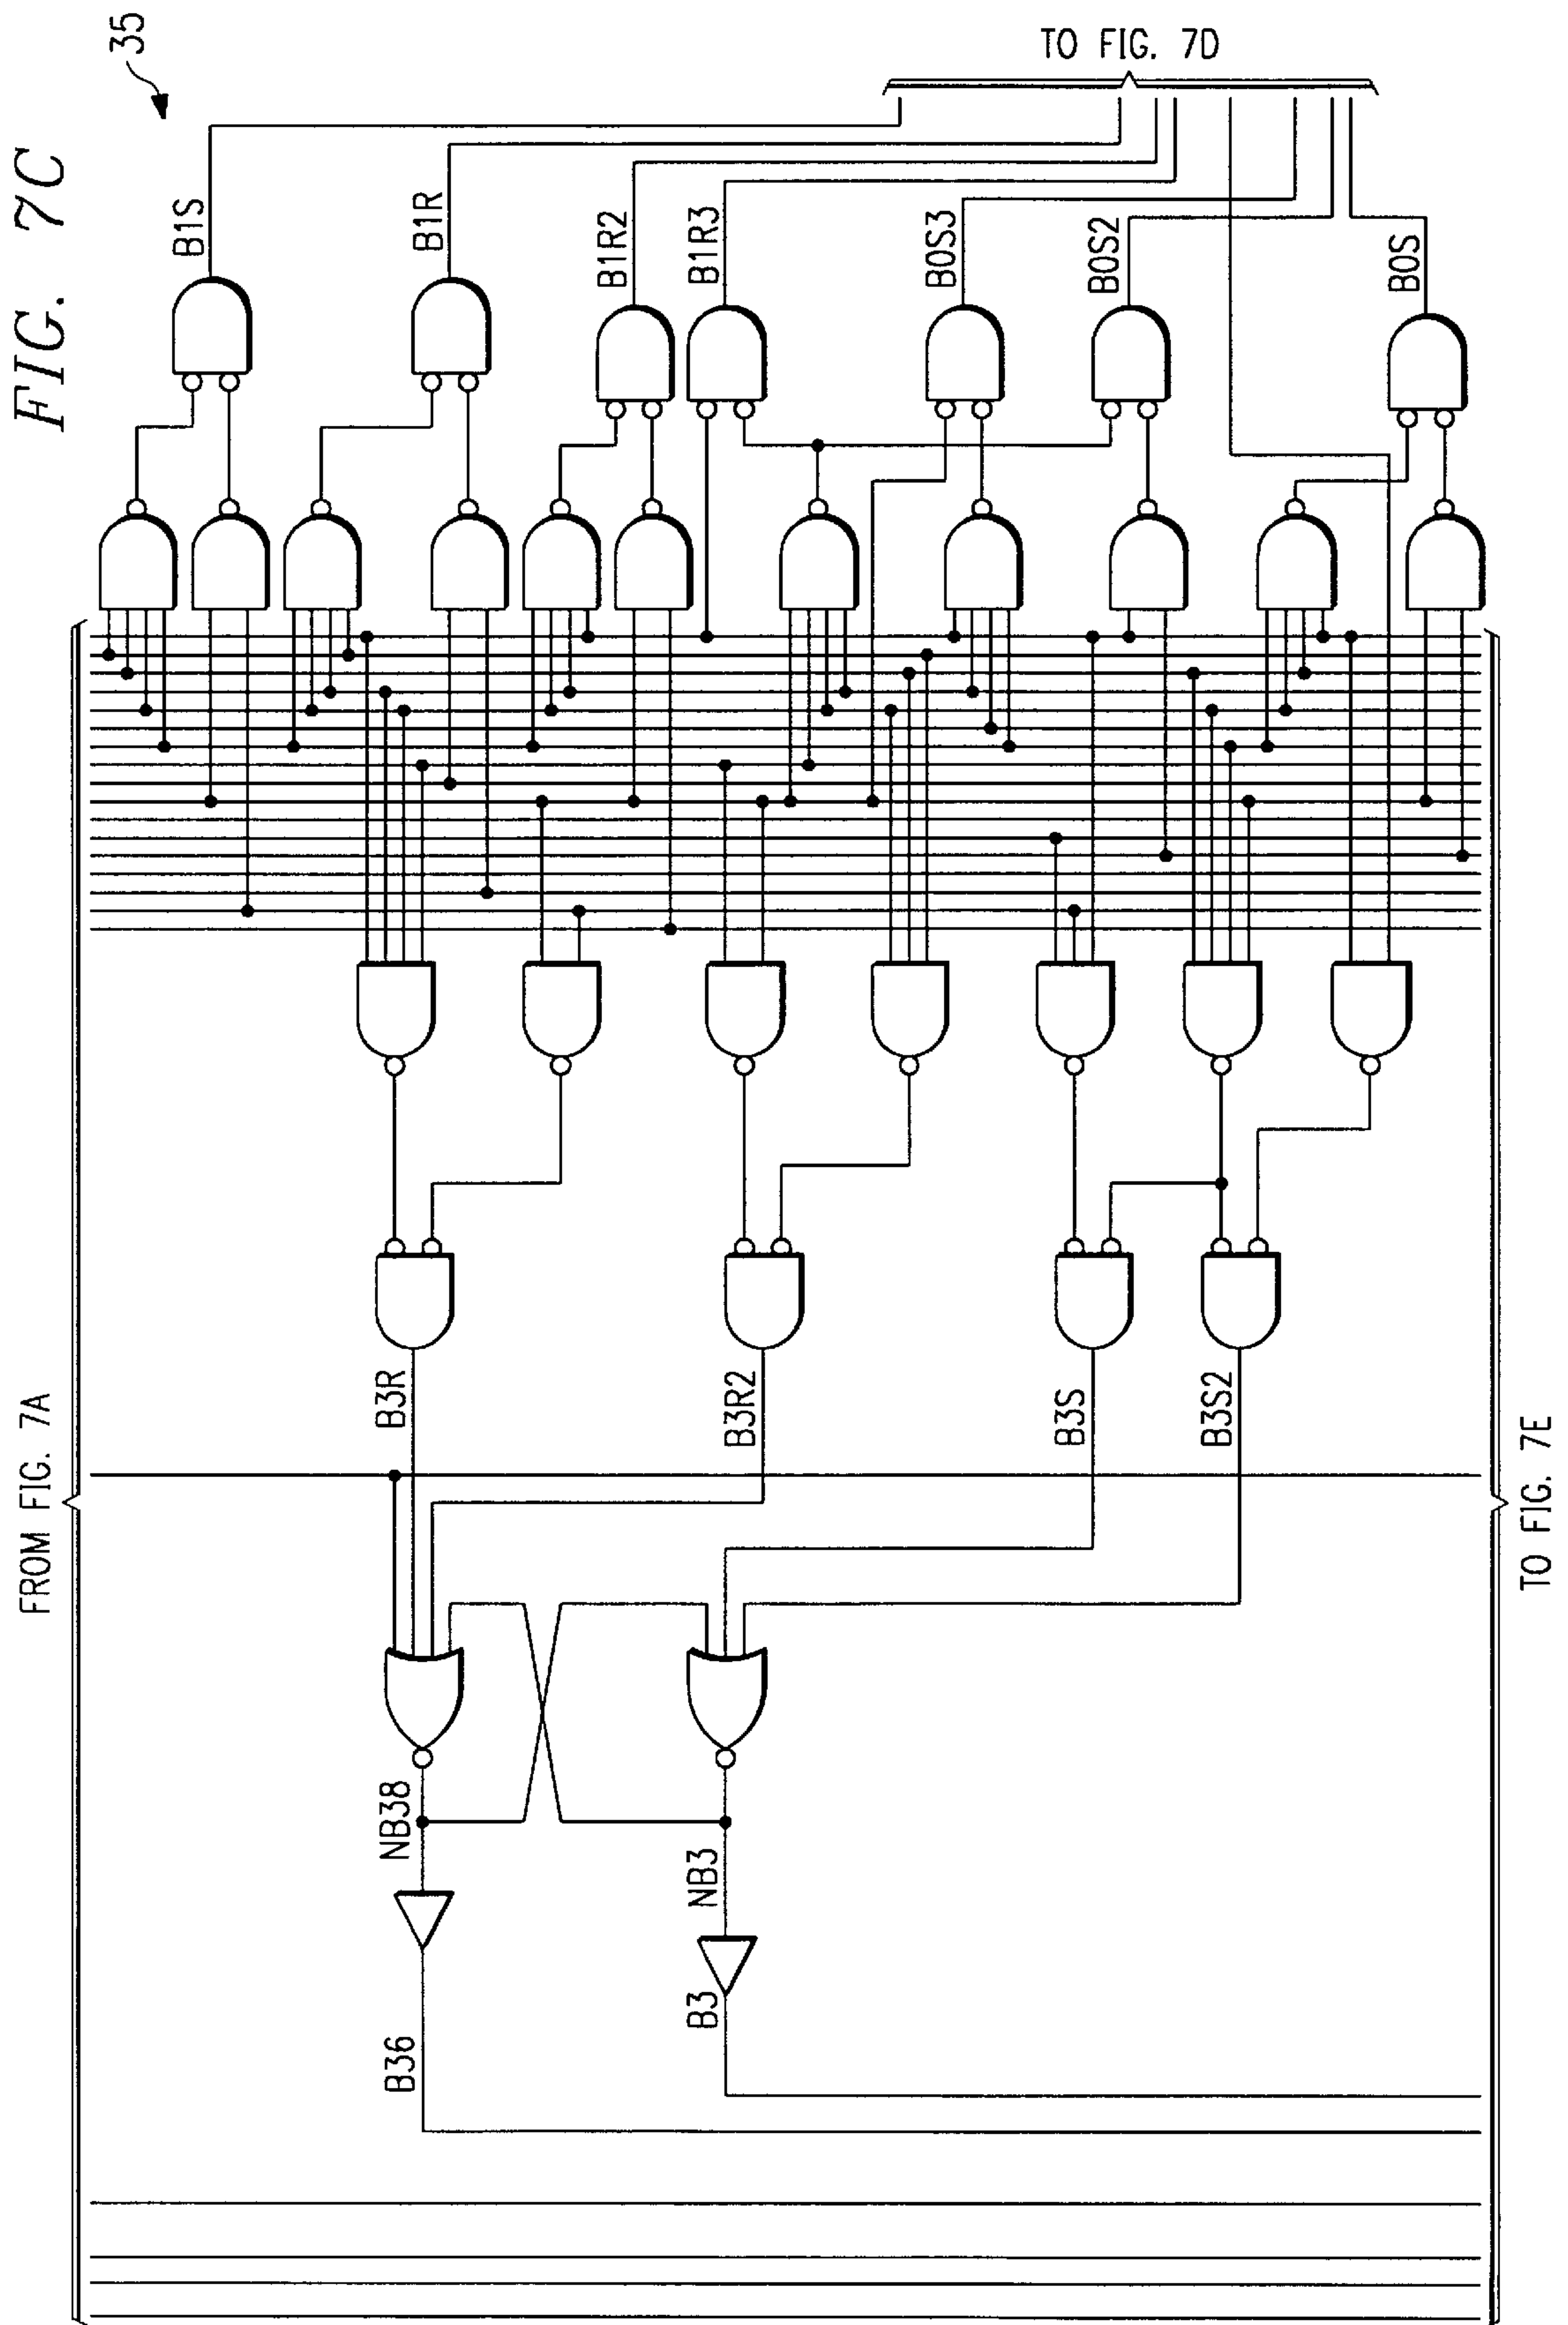 FIG. 7C
35
TO FIG. 7D
B1S
B1R
B1R2
B1R3
B0S3
B0S2
B0S
FROM FIG. 7A
B3R
B3R2
B3S
B3S2
TO FIG. 7E
NB38
NB3
B36
B3